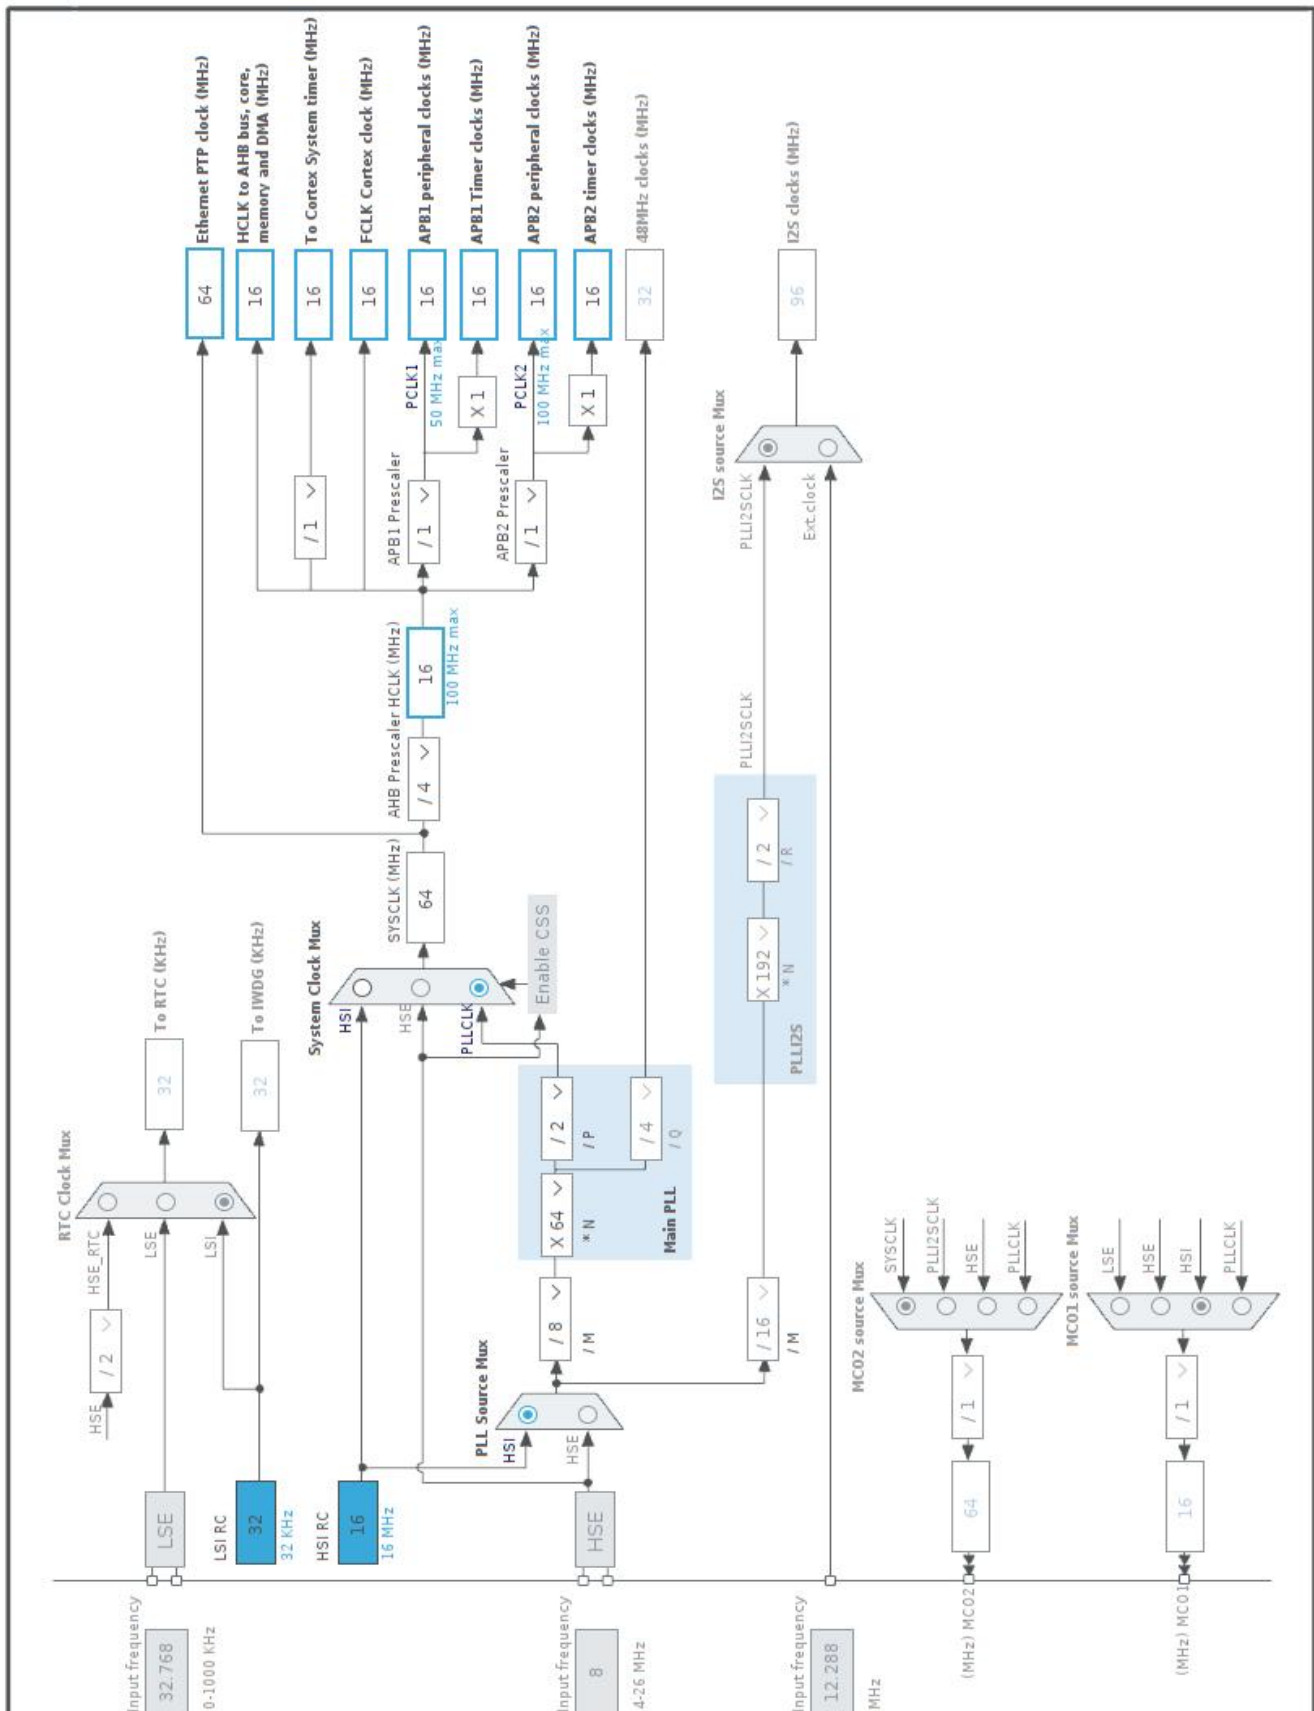 Input frequency
32.768
0-1000 KHz
LSE
HSE
/ 2
HSE_RTC
LSE
LSI
RTC Clock Mux
32
To RTC (KHz)
LSI RC
32
32 KHz
32
To IWDG (KHz)
HSI RC
16
16 MHz
System Clock Mux
HSI
HSE
PLLCLK
Enable CSS
SYSCLK (MHz)
64
AHB Prescaler
/ 4
HCLK (MHz)
16
100 MHz max
64
Ethernet PTP clock (MHz)
16
HCLK to AHB bus, core,
memory and DMA (MHz)
/ 1
16
To Cortex System timer (MHz)
16
FCLK Cortex clock (MHz)
APB1 Prescaler
/ 1
PCLK1
50 MHz max
16
APB1 peripheral clocks (MHz)
X 1
16
APB1 Timer clocks (MHz)
APB2 Prescaler
/ 1
PCLK2
100 MHz max
16
APB2 peripheral clocks (MHz)
X 1
16
APB2 timer clocks (MHz)
32
48MHz clocks (MHz)
Input frequency
8
4-26 MHz
HSE
PLL Source Mux
HSI
HSE
/ 8
/ M
X 64
* N
/ 2
/ P
/ 4
/ Q
Main PLL
/ 16
/ M
X 192
* N
/ 2
/ R
PLLI2S
PLLI2SCLK
PLLI2SCLK
Ext.clock
I2S source Mux
96
I2S clocks (MHz)
Input frequency
12.288
MHz
MCO2 source Mux
SYSCLK
PLLI2SCLK
HSE
PLLCLK
/ 1
64
(MHz) MCO2
MCO1 source Mux
LSE
HSE
HSI
PLLCLK
/ 1
16
(MHz) MCO1